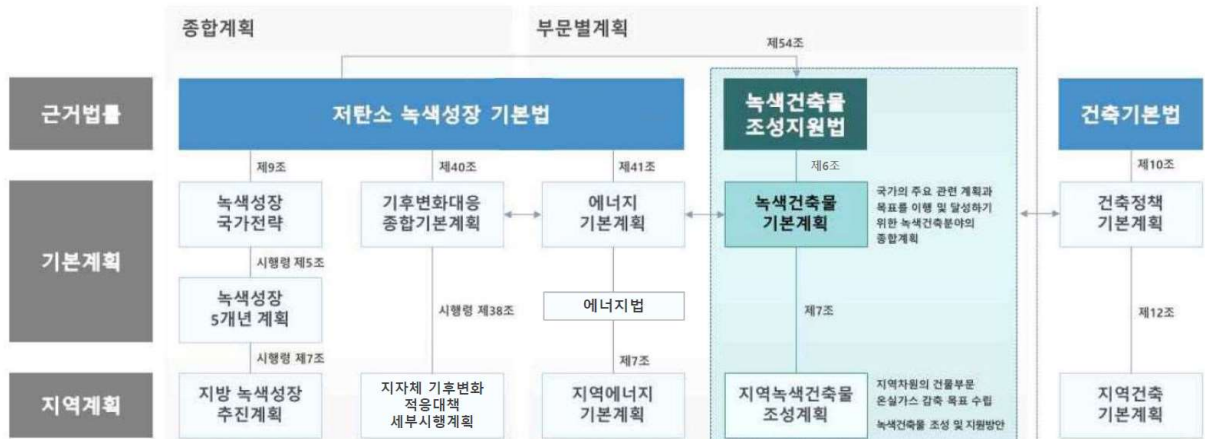 종합계획
부문별계획
제54조
근거법률
저탄소 녹색성장 기본법
녹색건축물
조성지원법
건축기본법
제9조
제40조
제41조
제6조
제10조
기본계획
녹색성장
국가전략
기후변화대응
종합기본계획
에너지
기본계획
녹색건축물
기본계획
국가의 주요 관련 계획과
목표를 이행 및 달성하기
위한 녹색건축분야의
종합계획
건축정책
기본계획
시행령 제5조
녹색성장
5개년 계획
시행령 제38조
에너지법
제7조
제12조
시행령 제7조
제7조
지역계획
지방 녹색성장
추진계획
지자체 기후변화
적응대책
세부시행계획
지역에너지
기본계획
지역녹색건축물
조성계획
지역차원의 건물부문
온실가스 감축 목표 수립
녹색건축물 조성 및 지원방안
지역건축
기본계획